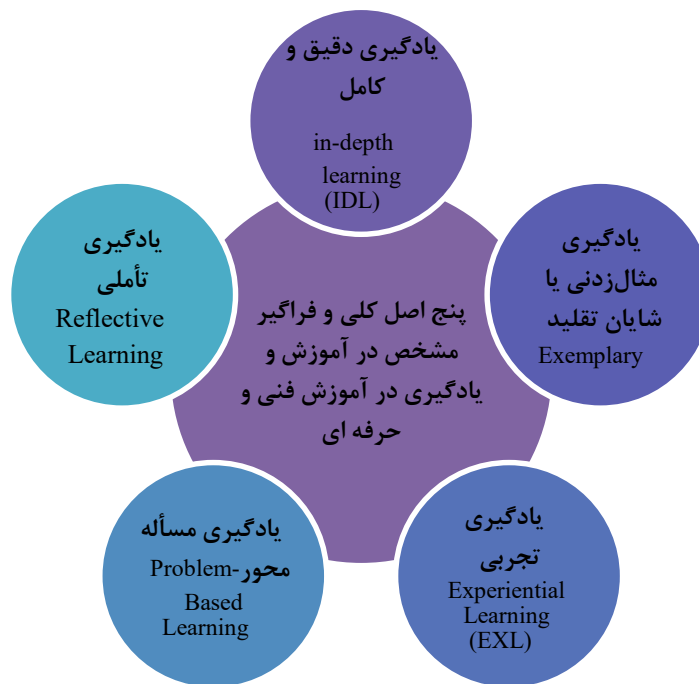 یادگیری دقیق و
کامل
in-depth
learning
(IDL)
یادگیری
مثال‌زدنی یا
شایان تقلید
Exemplary
یادگیری
تجربی
Experiential
Learning
(EXL)
یادگیری مسأله
محور-Problem
Based
Learning
یادگیری
تأملی
Reflective
Learning
پنج اصل کلی و فراگیر
مشخص در آموزش و
یادگیری در آموزش فنی و
حرفه ای